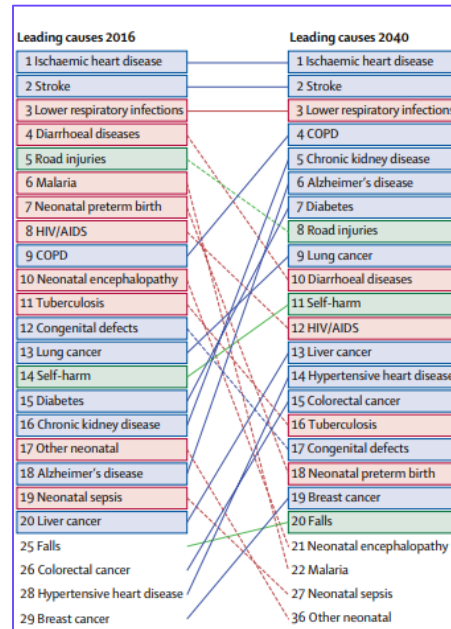 Leading causes 2016
1 Ischaemic heart disease
2 Stroke
3 Lower respiratory infections
4 Diarrhoeal diseases
5 Road injuries
6 Malaria
7 Neonatal preterm birth
8 HIV/AIDS
9 COPD
10 Neonatal encephalopathy
11 Tuberculosis
12 Congenital defects
13 Lung cancer
14 Self-harm
15 Diabetes
16 Chronic kidney disease
17 Other neonatal
18 Alzheimer's disease
19 Neonatal sepsis
20 Liver cancer
25 Falls
26 Colorectal cancer
28 Hypertensive heart disease
29 Breast cancer
Leading causes 2040
1 Ischaemic heart disease
2 Stroke
3 Lower respiratory infections
4 COPD
5 Chronic kidney disease
6 Alzheimer's disease
7 Diabetes
8 Road injuries
9 Lung cancer
10 Diarrhoeal diseases
11 Self-harm
12 HIV/AIDS
13 Liver cancer
14 Hypertensive heart disease
15 Colorectal cancer
16 Tuberculosis
17 Congenital defects
18 Neonatal preterm birth
19 Breast cancer
20 Falls
21 Neonatal encephalopathy
22 Malaria
27 Neonatal sepsis
36 Other neonatal